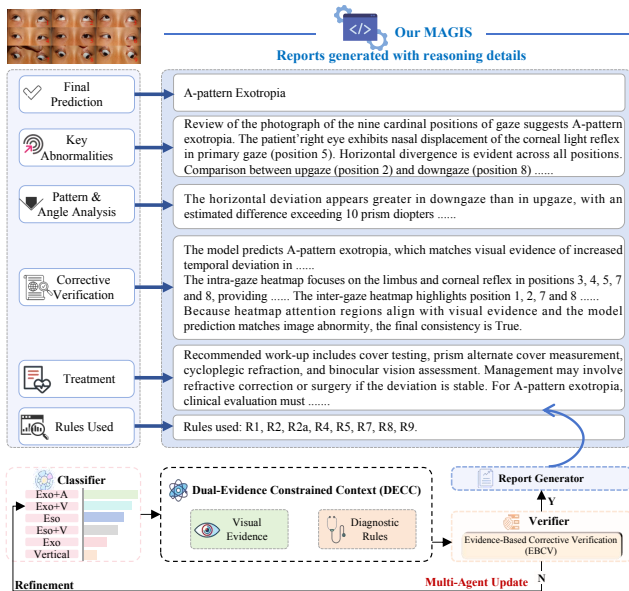 Our MAGIS
Reports generated with reasoning details
Final
Prediction
A-pattern Exotropia
Key
Abnormalities
Review of the photograph of the nine cardinal positions of gaze suggests A-pattern
exotropia. The patient'right eye exhibits nasal displacement of the corneal light reflex
in primary gaze (position 5). Horizontal divergence is evident across all positions.
Comparison between upgaze (position 2) and downgaze (position 8) ......
Pattern &
Angle Analysis
The horizontal deviation appears greater in downgaze than in upgaze, with an
estimated difference exceeding 10 prism diopters ......
Corrective
Verification
The model predicts A-pattern exotropia, which matches visual evidence of increased
temporal deviation in ......
The intra-gaze heatmap focuses on the limbus and corneal reflex in positions 3, 4, 5, 7
and 8, providing ...... The inter-gaze heatmap highlights position 1, 2, 7 and 8 ......
Because heatmap attention regions align with visual evidence and the model
prediction matches image abnormity, the final consistency is True.
Treatment
Recommended work-up includes cover testing, prism alternate cover measurement,
cycloplegic refraction, and binocular vision assessment. Management may involve
refractive correction or surgery if the deviation is stable. For A-pattern exotropia,
clinical evaluation must .......
Rules Used
Rules used: R1, R2, R2a, R4, R5, R7, R8, R9.
Classifier
Exo+A
Exo+V
Eso
Eso+V
Exo
Vertical
Dual-Evidence Constrained Context (DECC)
Visual
Evidence
Diagnostic
Rules
Report Generator
Y
Verifier
Evidence-Based Corrective Verification
(EBCV)
N
Multi-Agent Update
Refinement